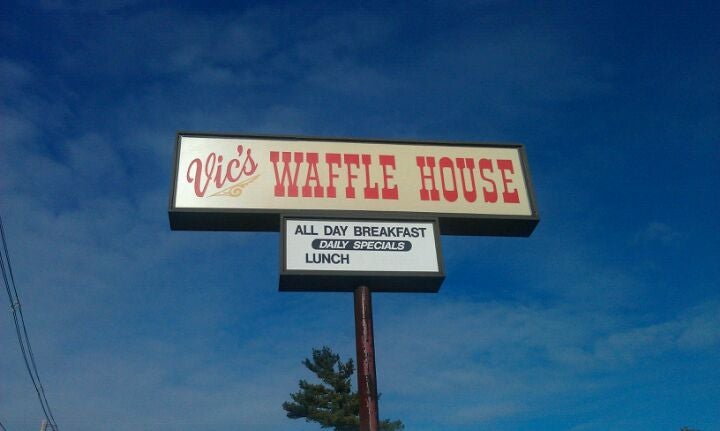 Vic's WAFFLE HOUSE
ALL DAY BREAKFAST
DAILY SPECIALS
LUNCH